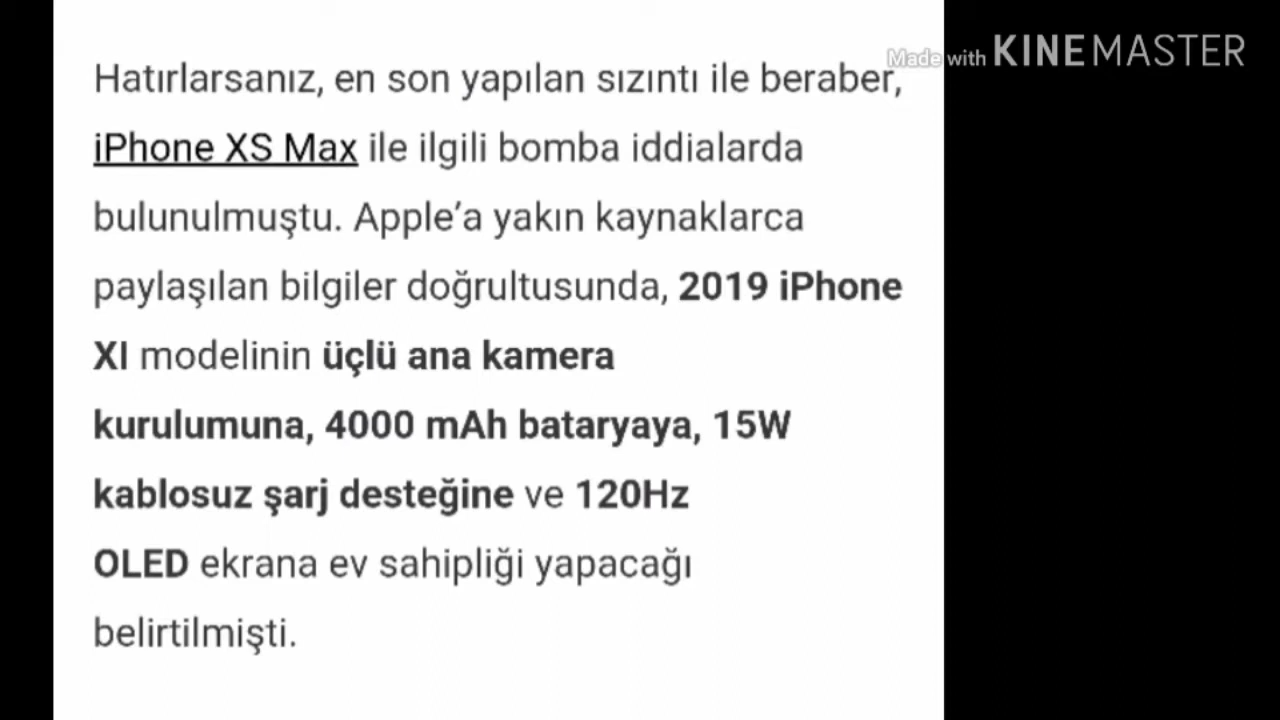 Made with KINEMASTER
Hatırlarsanız, en son yapılan sızıntı ile beraber,
iPhone XS Max ile ilgili bomba iddialarda
bulunulmuştu. Apple’a yakın kaynaklarca
paylaşılan bilgiler doğrultusunda, 2019 iPhone
XI modelinin üçlü ana kamera
kurulumuna, 4000 mAh bataryaya, 15W
kablosuz şarj desteğine ve 120Hz
OLED ekrana ev sahipliği yapacağı
belirtilmişti.